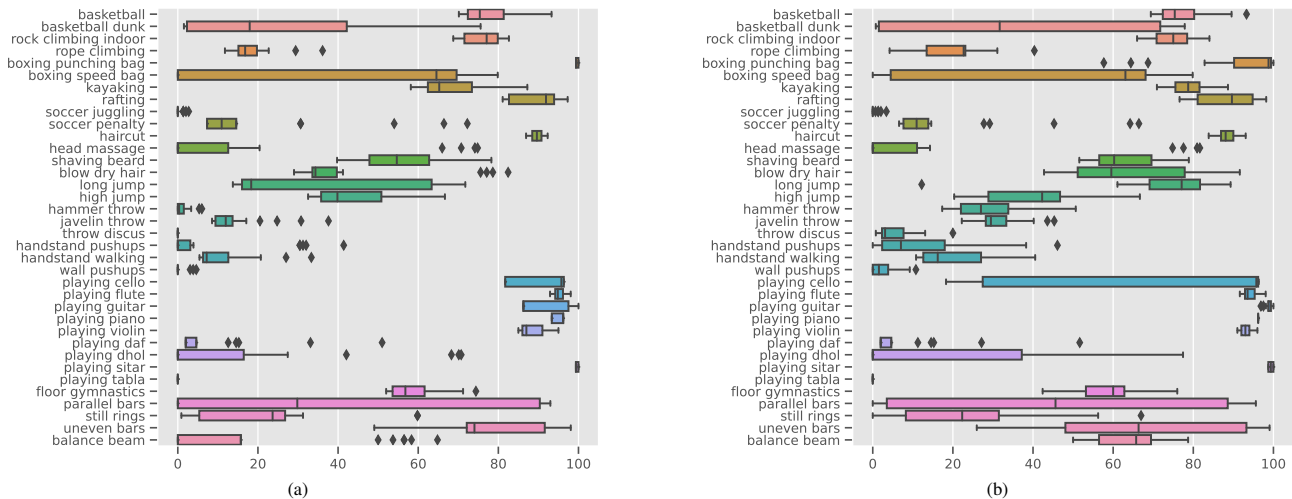 basketball
basketball dunk
rock climbing indoor
rope climbing
boxing punching bag
boxing speed bag
kayaking
rafting
soccer juggling
soccer penalty
haircut
head massage
shaving beard
blow dry hair
long jump
high jump
hammer throw
javelin throw
throw discus
handstand pushups
handstand walking
wall pushups
playing cello
playing flute
playing guitar
playing piano
playing violin
playing daf
playing dhol
playing sitar
playing tabla
floor gymnastics
parallel bars
still rings
uneven bars
balance beam
0 20 40 60 80 100
(a)
basketball
basketball dunk
rock climbing indoor
rope climbing
boxing punching bag
boxing speed bag
kayaking
rafting
soccer juggling
soccer penalty
haircut
head massage
shaving beard
blow dry hair
long jump
high jump
hammer throw
javelin throw
throw discus
handstand pushups
handstand walking
wall pushups
playing cello
playing flute
playing guitar
playing piano
playing violin
playing daf
playing dhol
playing sitar
playing tabla
floor gymnastics
parallel bars
still rings
uneven bars
balance beam
0 20 40 60 80 100
(b)